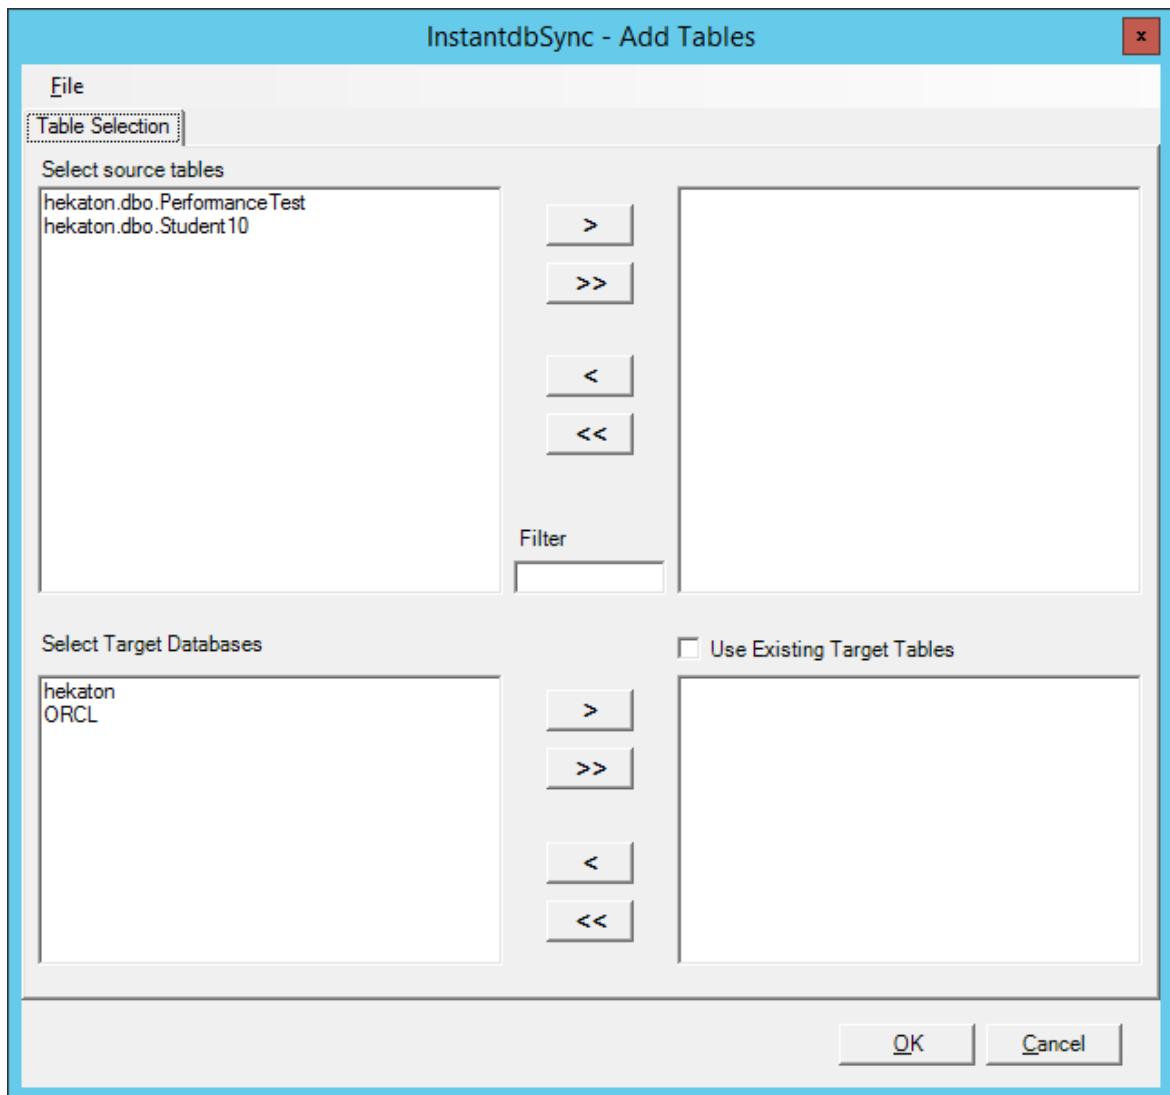 InstantdbSync - Add Tables
x
File
Table Selection
Select source tables
hekaton.dbo.PerformanceTest
hekaton.dbo.Student10
>
>>
<
<<
Filter
Select Target Databases
Use Existing Target Tables
hekaton
ORCL
>
>>
<
<<
OK
Cancel